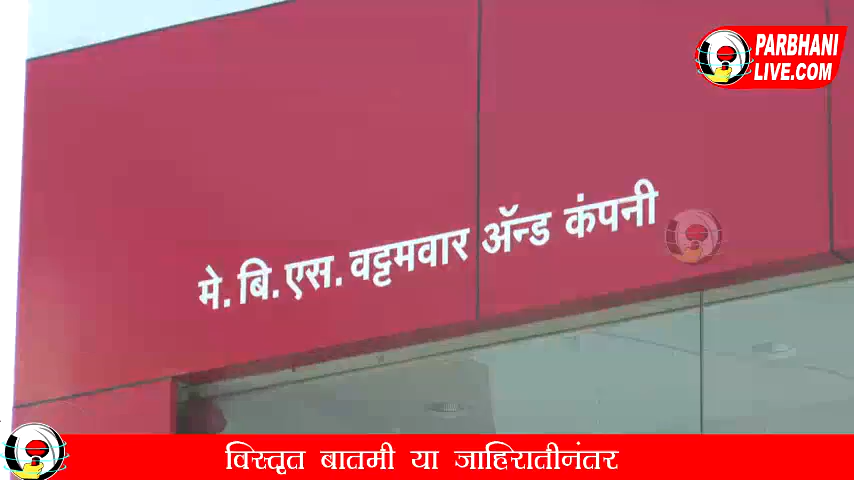 PARBHANI
LIVE.COM
मे. बि. एस. वट्टमवार ॲन्ड कंपनी
विस्तृत बातमी या जाहिरातीनंतर